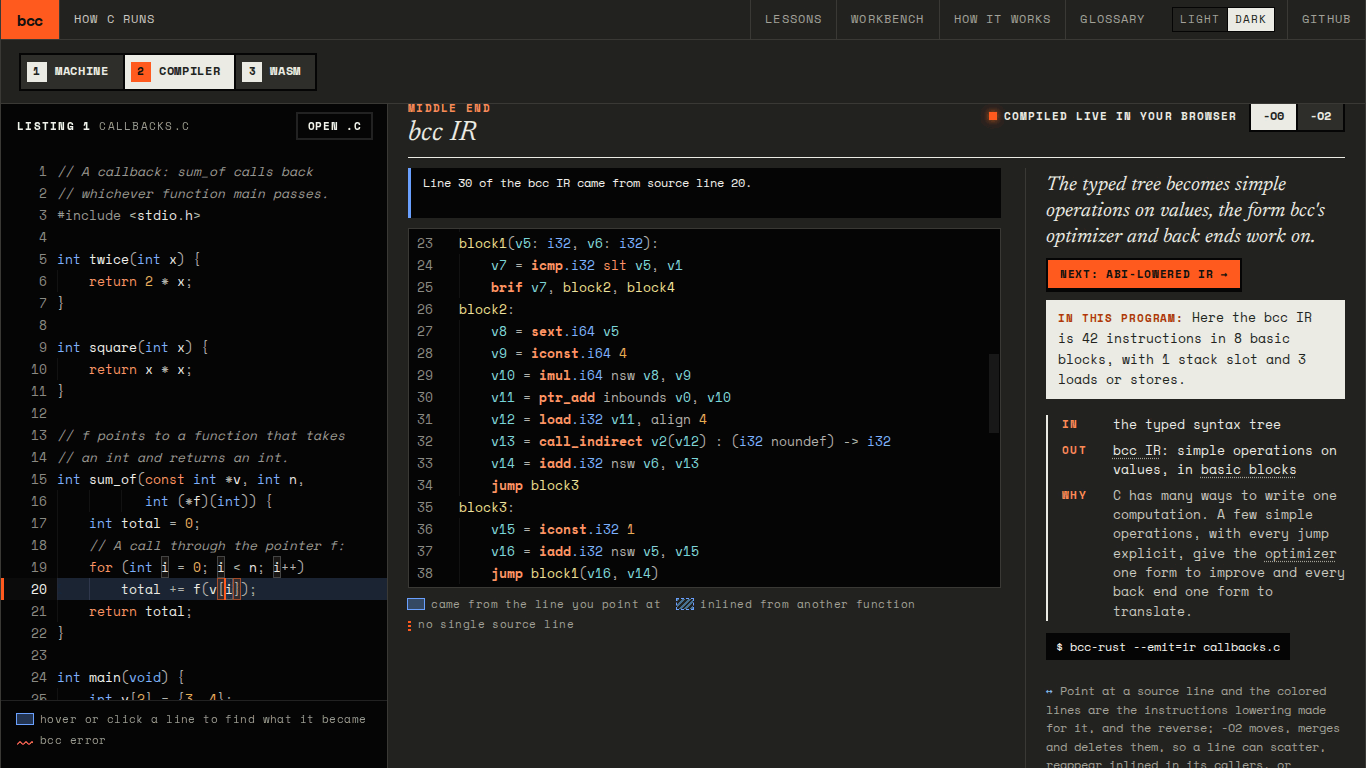 bcc HOW C RUNS LESSONS WORKBENCH HOW IT WORKS GLOSSARY LIGHT DARK GITHUB
1 MACHINE 2 COMPILER 3 WASM
LISTING 1 CALLBACKS.C OPEN .C
1 // A callback: sum_of calls back
2 // whichever function main passes.
3 #include <stdio.h>
4
5 int twice(int x) {
6 return 2 * x;
7 }
8
9 int square(int x) {
10 return x * x;
11 }
12
13 // f points to a function that takes
14 // an int and returns an int.
15 int sum_of(const int *v, int n,
16 int (*f)(int)) {
17 int total = 0;
18 // A call through the pointer f:
19 for (int i = 0; i < n; i++)
20 total += f(v[i]);
21 return total;
22 }
23
24 int main(void) {
25 int v[2] = {3, 4};
hover or click a line to find what it became
bcc error
MIDDLE END
bcc IR
COMPILED LIVE IN YOUR BROWSER -O0 -O2
Line 30 of the bcc IR came from source line 20.
23 block1(v5: i32, v6: i32):
24 v7 = icmp.i32 slt v5, v1
25 brif v7, block2, block4
26 block2:
27 v8 = sext.i64 v5
28 v9 = iconst.i64 4
29 v10 = imul.i64 nsw v8, v9
30 v11 = ptr_add inbounds v0, v10
31 v12 = load.i32 v11, align 4
32 v13 = call_indirect v2(v12) : (i32 noundef) -> i32
33 v14 = iadd.i32 nsw v6, v13
34 jump block3
35 block3:
36 v15 = iconst.i32 1
37 v16 = iadd.i32 nsw v5, v15
38 jump block1(v16, v14)
came from the line you point at inlined from another function
no single source line
The typed tree becomes simple
operations on values, the form bcc's
optimizer and back ends work on.
NEXT: ABI-LOWERED IR →
IN THIS PROGRAM: Here the bcc IR
is 42 instructions in 8 basic
blocks, with 1 stack slot and 3
loads or stores.
IN the typed syntax tree
OUT bcc IR: simple operations on
values, in basic blocks
WHY C has many ways to write one
computation. A few simple
operations, with every jump
explicit, give the optimizer
one form to improve and every
back end one form to
translate.
$ bcc-rust --emit=ir callbacks.c
↔ Point at a source line and the colored
lines are the instructions lowering made
for it, and the reverse; -O2 moves, merges
and deletes them, so a line can scatter,
reappear inlined in its callers, or